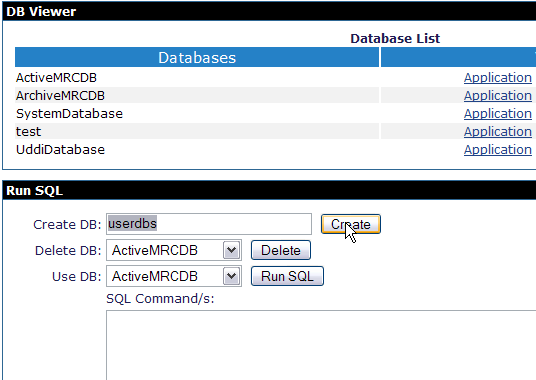 DB Viewer
Database List
Databases
ActiveMRCDB Application
ArchiveMRCDB Application
SystemDatabase Application
test Application
UddiDatabase Application
Run SQL
Create DB: userdbs Create
Delete DB: ActiveMRCDB Delete
Use DB: ActiveMRCDB Run SQL
SQL Command/s: